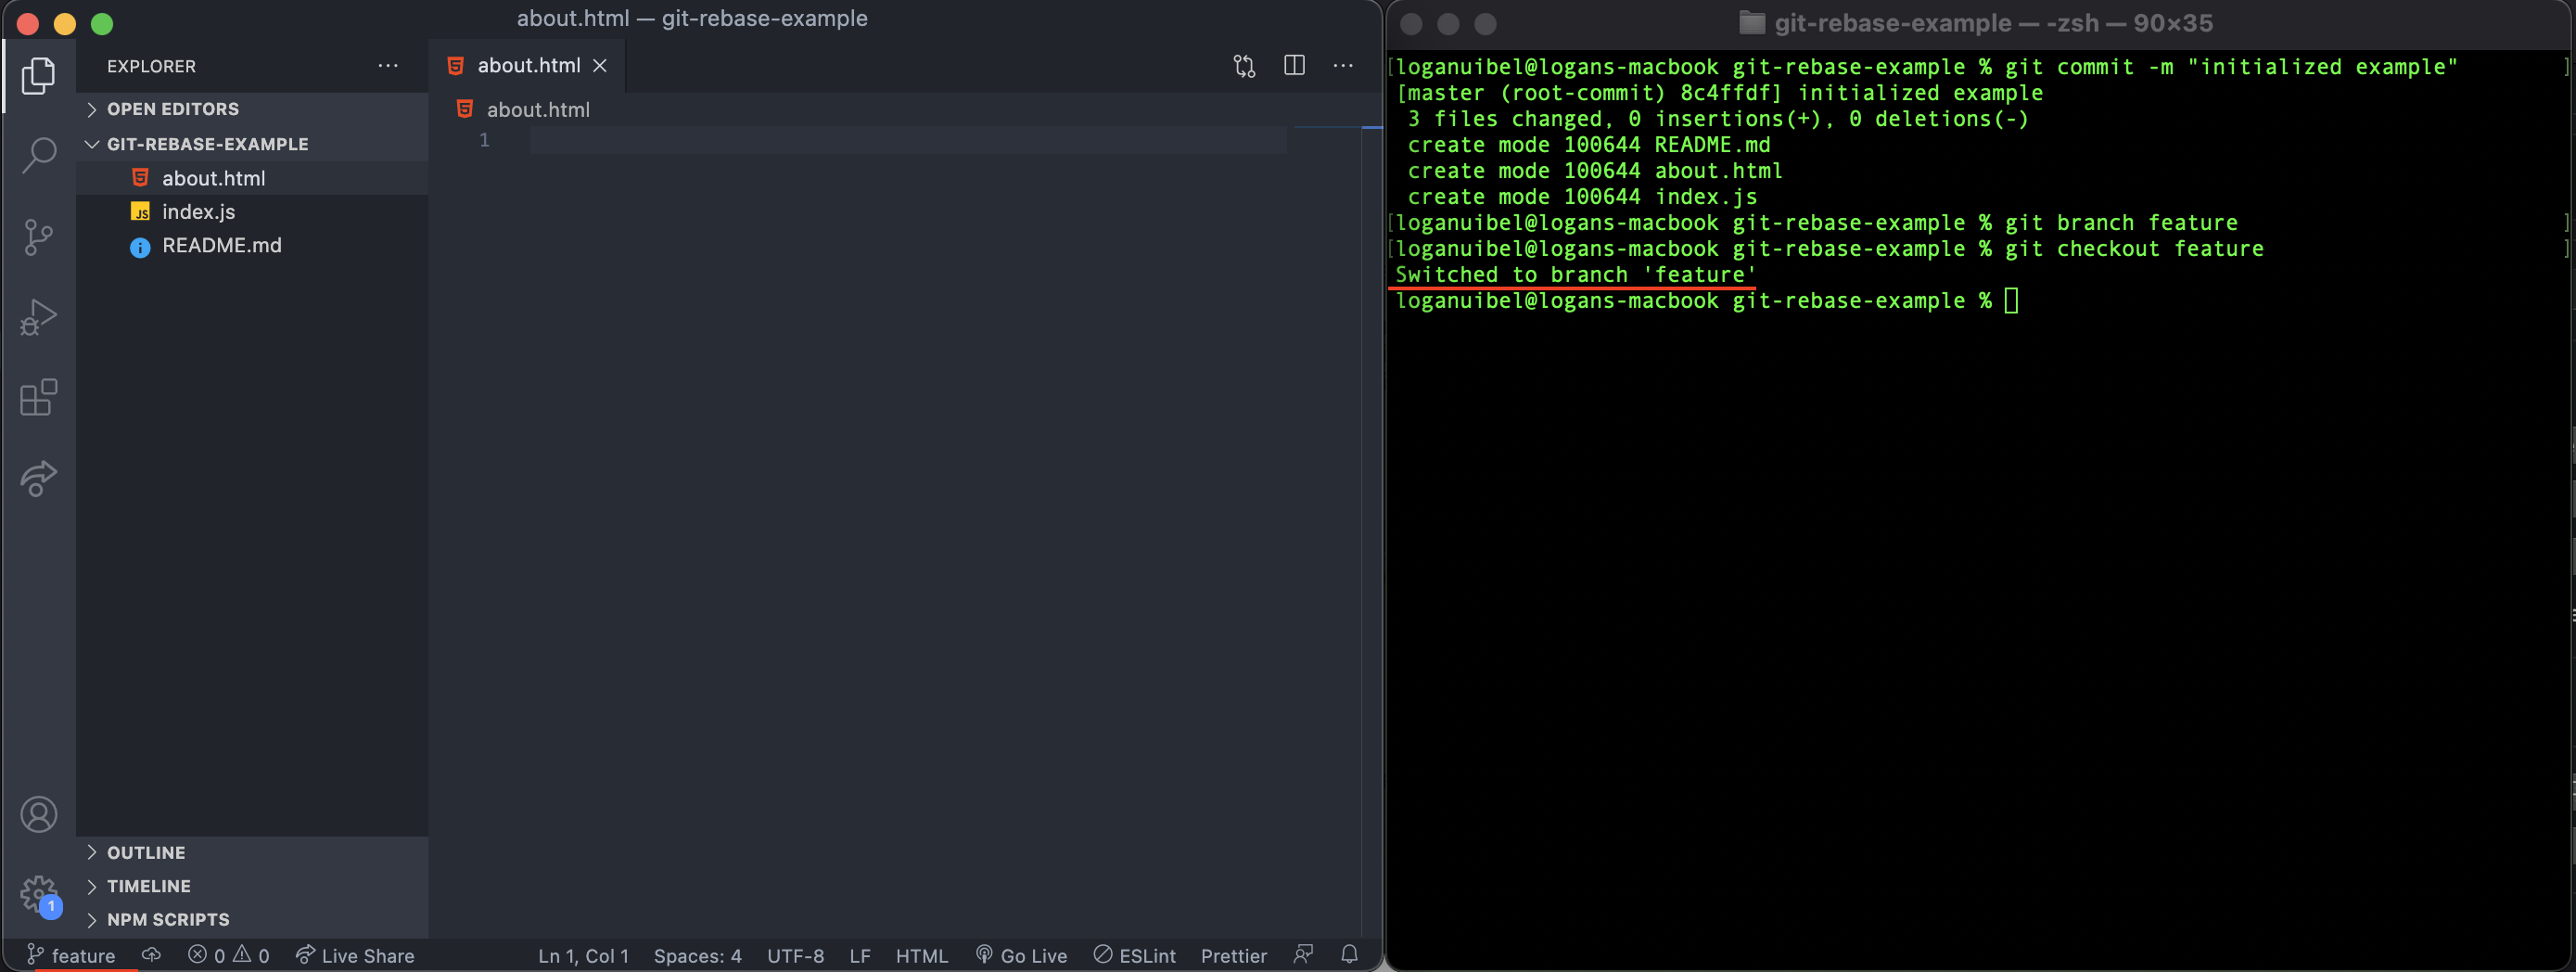 about.html — git-rebase-example
EXPLORER
OPEN EDITORS
GIT-REBASE-EXAMPLE
about.html
JS index.js
README.md
OUTLINE
TIMELINE
NPM SCRIPTS
1
about.html
about.html
1
feature 0 0 Live Share Ln 1, Col 1 Spaces: 4 UTF-8 LF HTML Go Live ESLint Prettier
git-rebase-example — -zsh — 90×35
[loganuibel@logans-macbook git-rebase-example % git commit -m "initialized example" ]
[master (root-commit) 8c4ffdf] initialized example
3 files changed, 0 insertions(+), 0 deletions(-)
create mode 100644 README.md
create mode 100644 about.html
create mode 100644 index.js
[loganuibel@logans-macbook git-rebase-example % git branch feature ]
[loganuibel@logans-macbook git-rebase-example % git checkout feature ]
Switched to branch 'feature'
loganuibel@logans-macbook git-rebase-example %